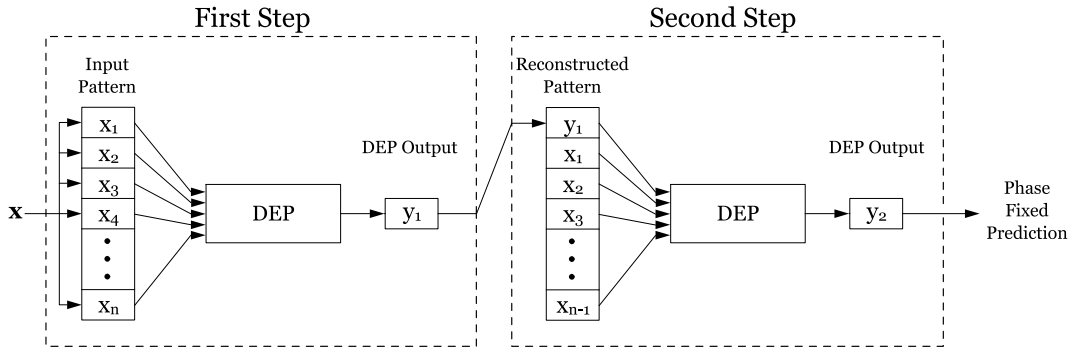 First Step
Second Step
Input
Pattern
x₁
x₂
x₃
x₄
xₙ
x
DEP
DEP Output
y₁
Reconstructed
Pattern
y₁
x₁
x₂
x₃
xₙ₋₁
DEP
DEP Output
y₂
Phase
Fixed
Prediction